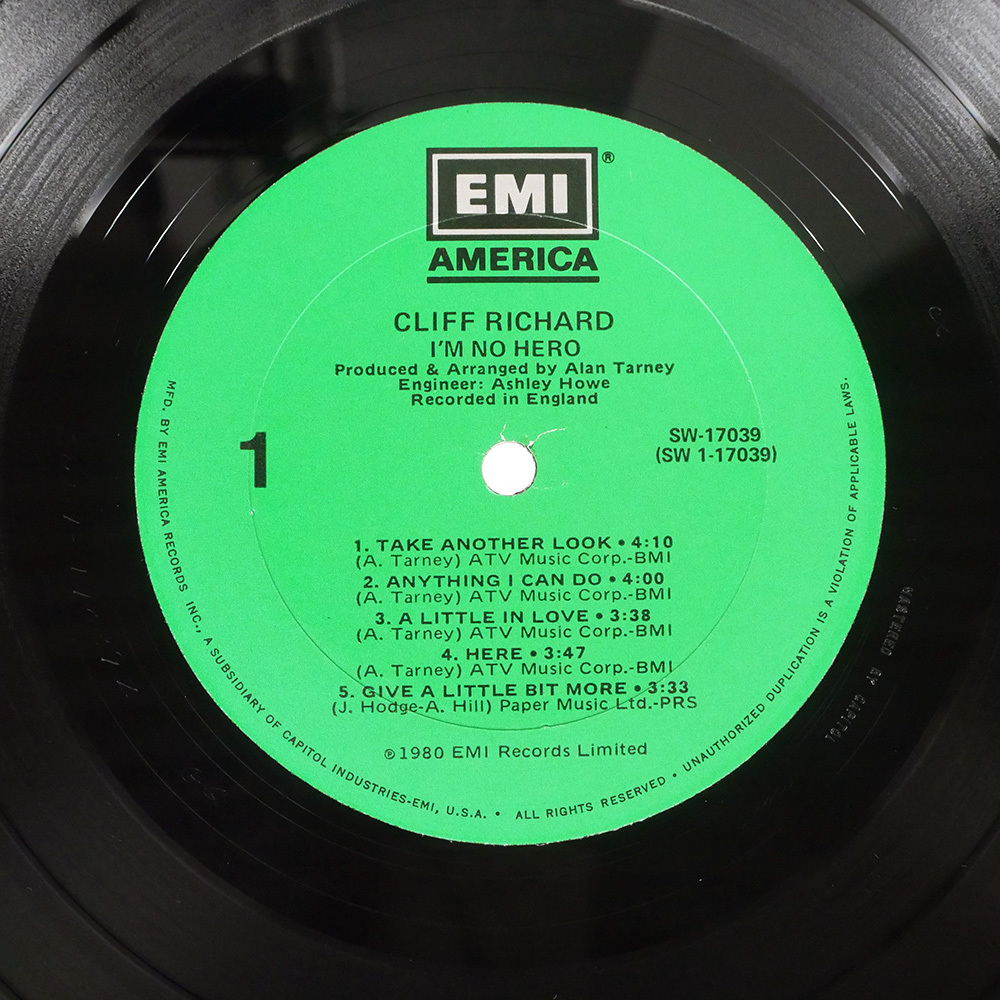 EMI®
AMERICA
CLIFF RICHARD
I'M NO HERO
Produced & Arranged by Alan Tarney
Engineer: Ashley Howe
Recorded in England
1
SW-17039
(SW 1-17039)
1. TAKE ANOTHER LOOK • 4:10
(A. Tarney) ATV Music Corp.-BMI
2. ANYTHING I CAN DO • 4:00
(A. Tarney) ATV Music Corp.-BMI
3. A LITTLE IN LOVE • 3:38
(A. Tarney) ATV Music Corp.-BMI
4. HERE • 3:47
(A. Tarney) ATV Music Corp.-BMI
5. GIVE A LITTLE BIT MORE • 3:33
(J. Hodge-A. Hill) Paper Music Ltd.-PRS
℗1980 EMI Records Limited
MFD. BY EMI AMERICA RECORDS INC., A SUBSIDIARY OF CAPITOL INDUSTRIES-EMI, U.S.A. • ALL RIGHTS RESERVED • UNAUTHORIZED DUPLICATION IS A VIOLATION OF APPLICABLE LAWS.
MASTERED BY CAPITOL